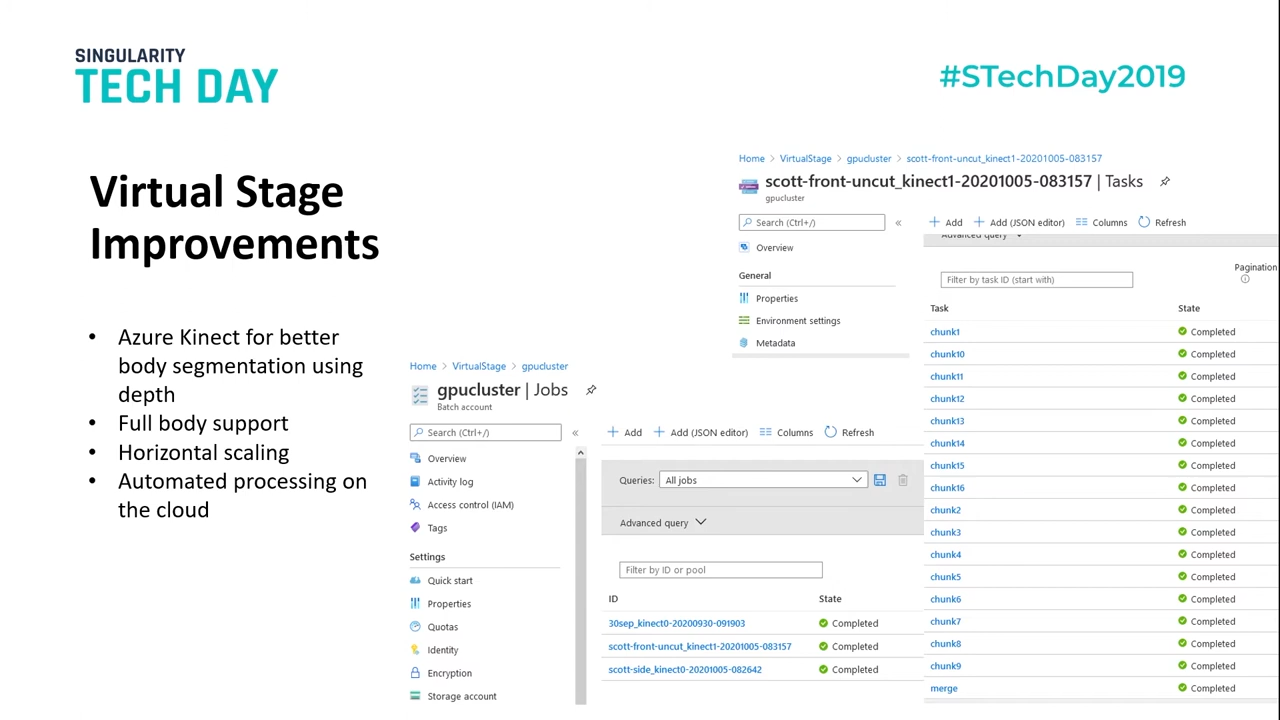 SINGULARITY
TECH DAY
#STechDay2019
Virtual Stage
Improvements
• Azure Kinect for better
body segmentation using
depth
• Full body support
• Horizontal scaling
• Automated processing on
the cloud
Home > VirtualStage > gpucluster
gpucluster | Jobs
Batch account
Search (Ctrl+/) «
Overview
Activity log
Access control (IAM)
Tags
Settings
Quick start
Properties
Quotas
Identity
Encryption
Storage account
+ Add + Add (JSON editor) Columns Refresh
Queries: All jobs
Advanced query
Filter by ID or pool
ID State
30sep_kinect0-20200930-091903 Completed
scott-front-uncut_kinect1-20201005-083157 Completed
scott-side_kinect0-20201005-082642 Completed
Home > VirtualStage > gpucluster > scott-front-uncut_kinect1-20201005-083157
scott-front-uncut_kinect1-20201005-083157 | Tasks
gpucluster
Search (Ctrl+/) «
Overview
General
Properties
Environment settings
Metadata
+ Add + Add (JSON editor) Columns Refresh
Advanced query
Filter by task ID (start with)
Pagination
Task State
chunk1 Completed
chunk10 Completed
chunk11 Completed
chunk12 Completed
chunk13 Completed
chunk14 Completed
chunk15 Completed
chunk16 Completed
chunk2 Completed
chunk3 Completed
chunk4 Completed
chunk5 Completed
chunk6 Completed
chunk7 Completed
chunk8 Completed
chunk9 Completed
merge Completed